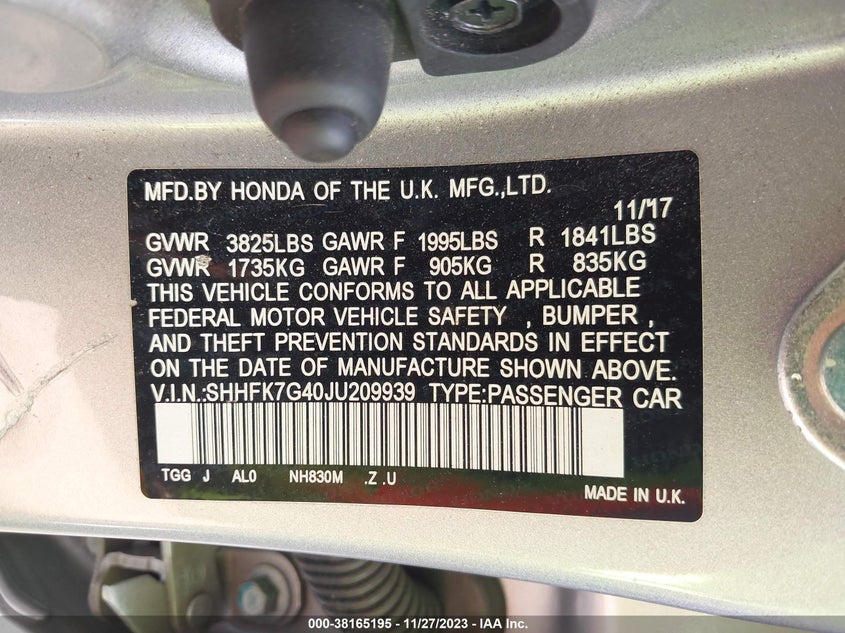 MFD.BY HONDA OF THE U.K. MFG.,LTD.
11/17
GVWR 3825LBS GAWR F 1995LBS R 1841LBS
GVWR 1735KG GAWR F 905KG R 835KG
THIS VEHICLE CONFORMS TO ALL APPLICABLE
FEDERAL MOTOR VEHICLE SAFETY , BUMPER ,
AND THEFT PREVENTION STANDARDS IN EFFECT
ON THE DATE OF MANUFACTURE SHOWN ABOVE.
V.I.N.:SHHFK7G40JU209939 TYPE:PASSENGER CAR
TGG J AL0 NH830M .Z .U
MADE IN U.K.
000-38165195 - 11/27/2023 - IAA Inc.